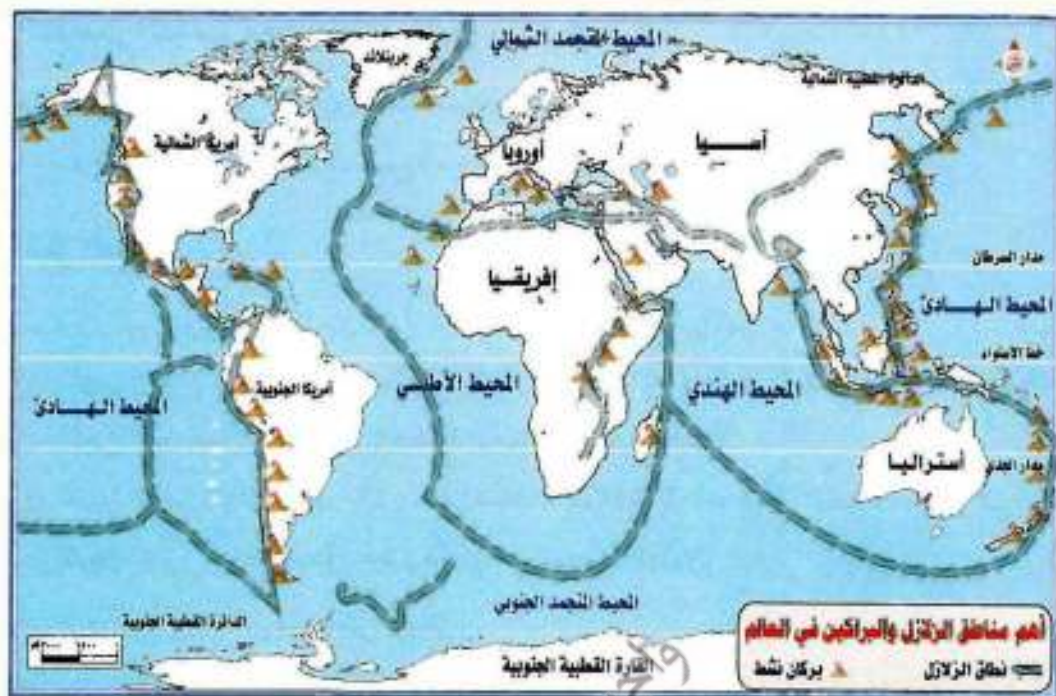 المحيط المتجمد الشمالي
جرينلاند
الدائرة القطبية الشمالية
أمريكا الشمالية
أوروبا
آسيا
مدار السرطان
إفريقيا
المحيط الهادئ
خط الاستواء
المحيط الأطلسي
المحيط الهندي
أمريكا الجنوبية
المحيط الهادئ
أستراليا
مدار الجدي
المحيط المتجمد الجنوبي
الدائرة القطبية الجنوبية
القارة القطبية الجنوبية
أهم مناطق الزلازل والبراكين في العالم
نطاق الزلازل
بركان نشط